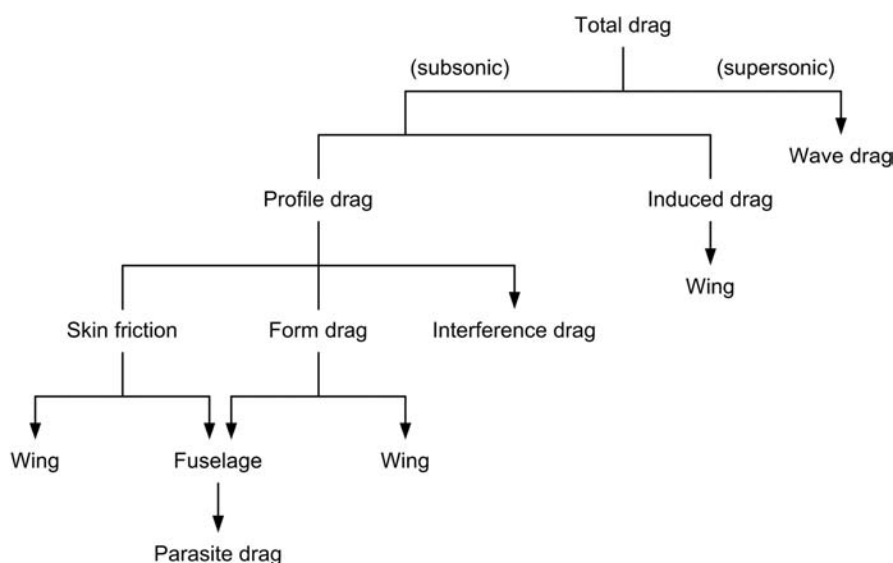 Total drag
(subsonic)
(supersonic)
Wave drag
Profile drag
Induced drag
Wing
Skin friction
Form drag
Interference drag
Wing
Fuselage
Wing
Parasite drag